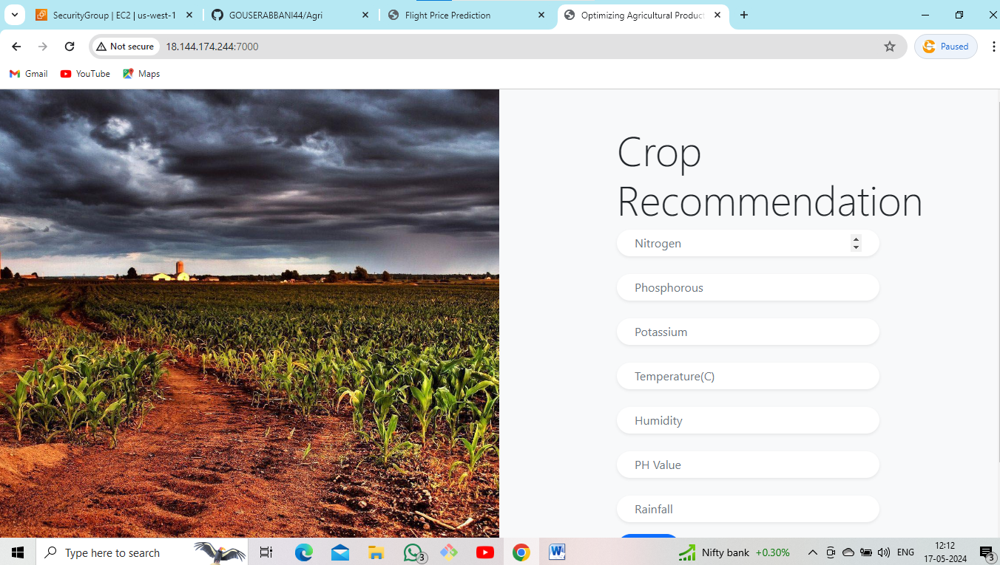 SecurityGroup | EC2 | us-west-1
GOUSERABBANI44/Agri
Flight Price Prediction
Optimizing Agricultural Product
Not secure
18.144.174.244:7000
Paused
Gmail
YouTube
Maps
Crop
Recommendation
Nitrogen
Phosphorous
Potassium
Temperature(C)
Humidity
PH Value
Rainfall
Type here to search
3
W
Nifty bank +0.30%
ENG
12:12
17-05-2024
3